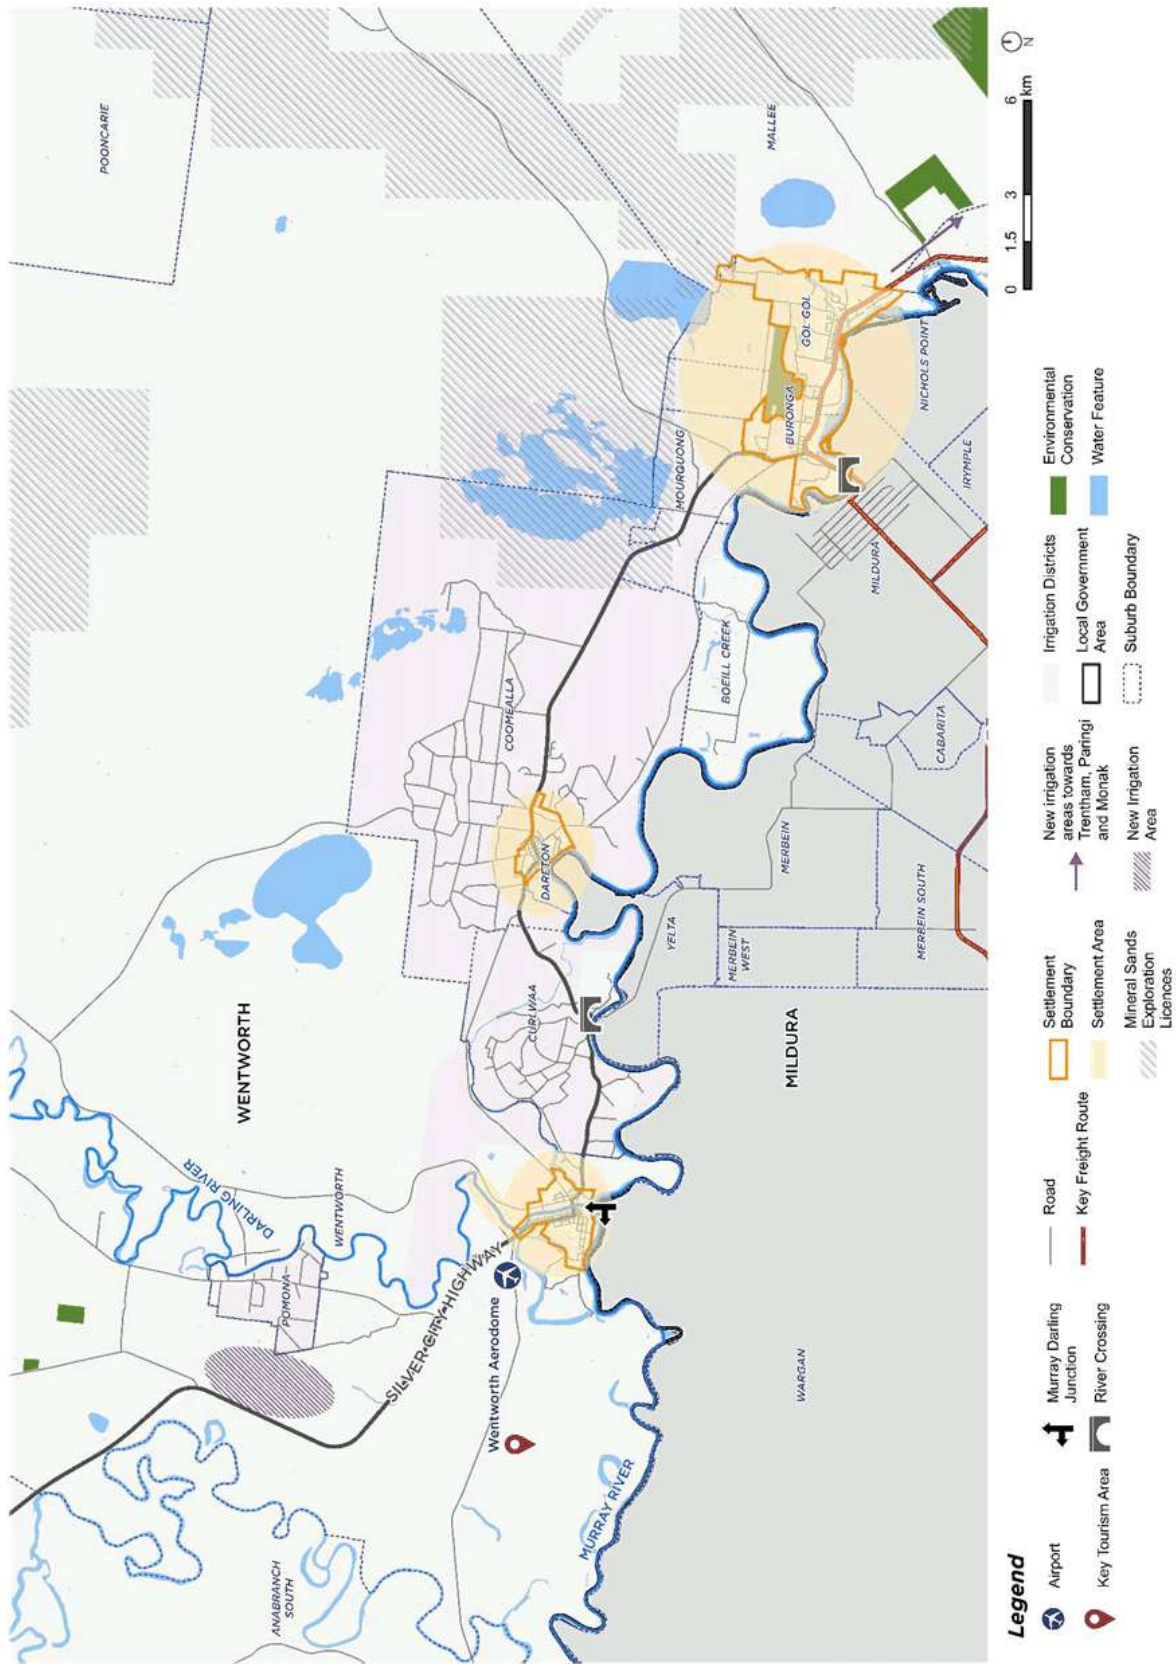 POONCARIE
MALLEE
WENTWORTH
DARLING RIVER
WENTWORTH
POMONA
SILVER CITY HIGHWAY
Wentworth Aerodrome
ANABRANCH
SOUTH
MURRAY RIVER
CURLWAA
DARETON
COOMEALLA
BOEILL CREEK
MOURQUONG
BURONGA
GOL GOL
NICHOLS POINT
IRYMPLE
MILDURA
CABARITA
MERBEIN
YELTA
MERBEIN
WEST
MERBEIN SOUTH
MILDURA
WARGAN
N
0 1.5 3 6 km
Legend
Airport
Key Tourism Area
Murray Darling
Junction
River Crossing
Road
Key Freight Route
Settlement
Boundary
Settlement Area
Mineral Sands
Exploration
Licences
New irrigation
areas towards
Trentham, Paringi
and Monak
New Irrigation
Area
Irrigation Districts
Local Government
Area
Suburb Boundary
Environmental
Conservation
Water Feature